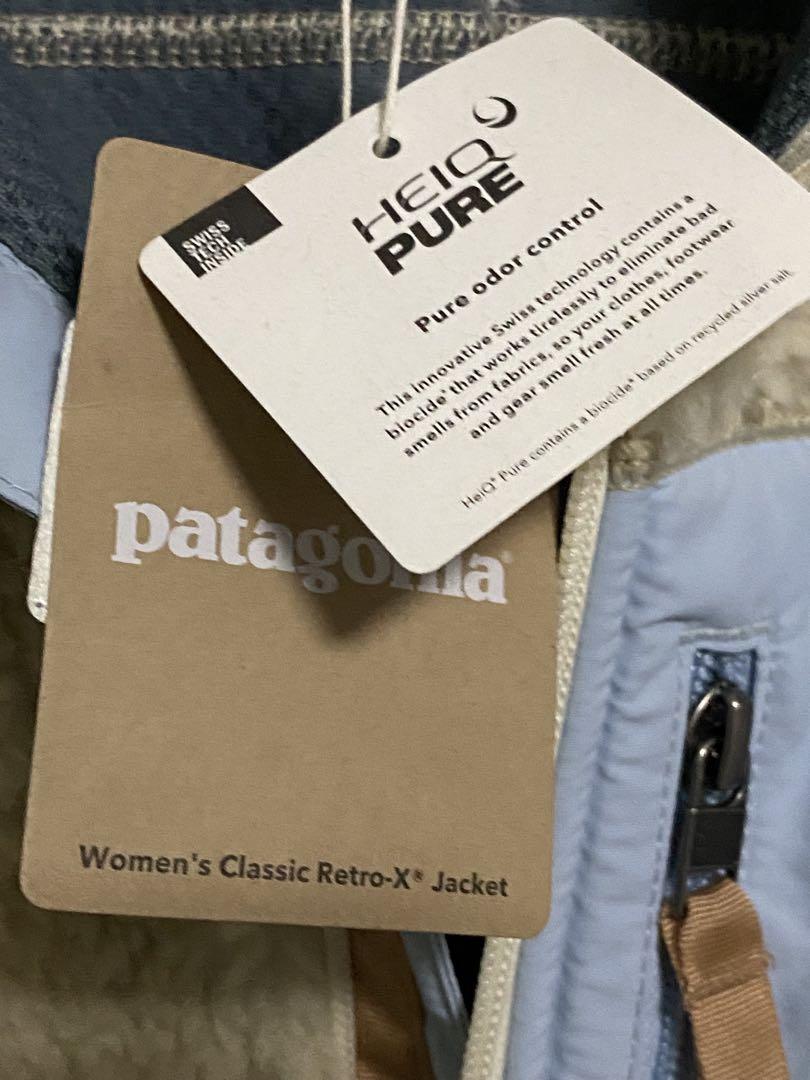 SWISS
TECH
INSIDE
HEIQ
PURE
Pure odor control
This innovative Swiss technology contains a
biocide* that works tirelessly to eliminate bad
smells from fabrics, so your clothes, footwear
and gear smell fresh at all times.
HeiQ® Pure contains a biocide* based on recycled silver salt.
patagonia®
Women's Classic Retro-X® Jacket